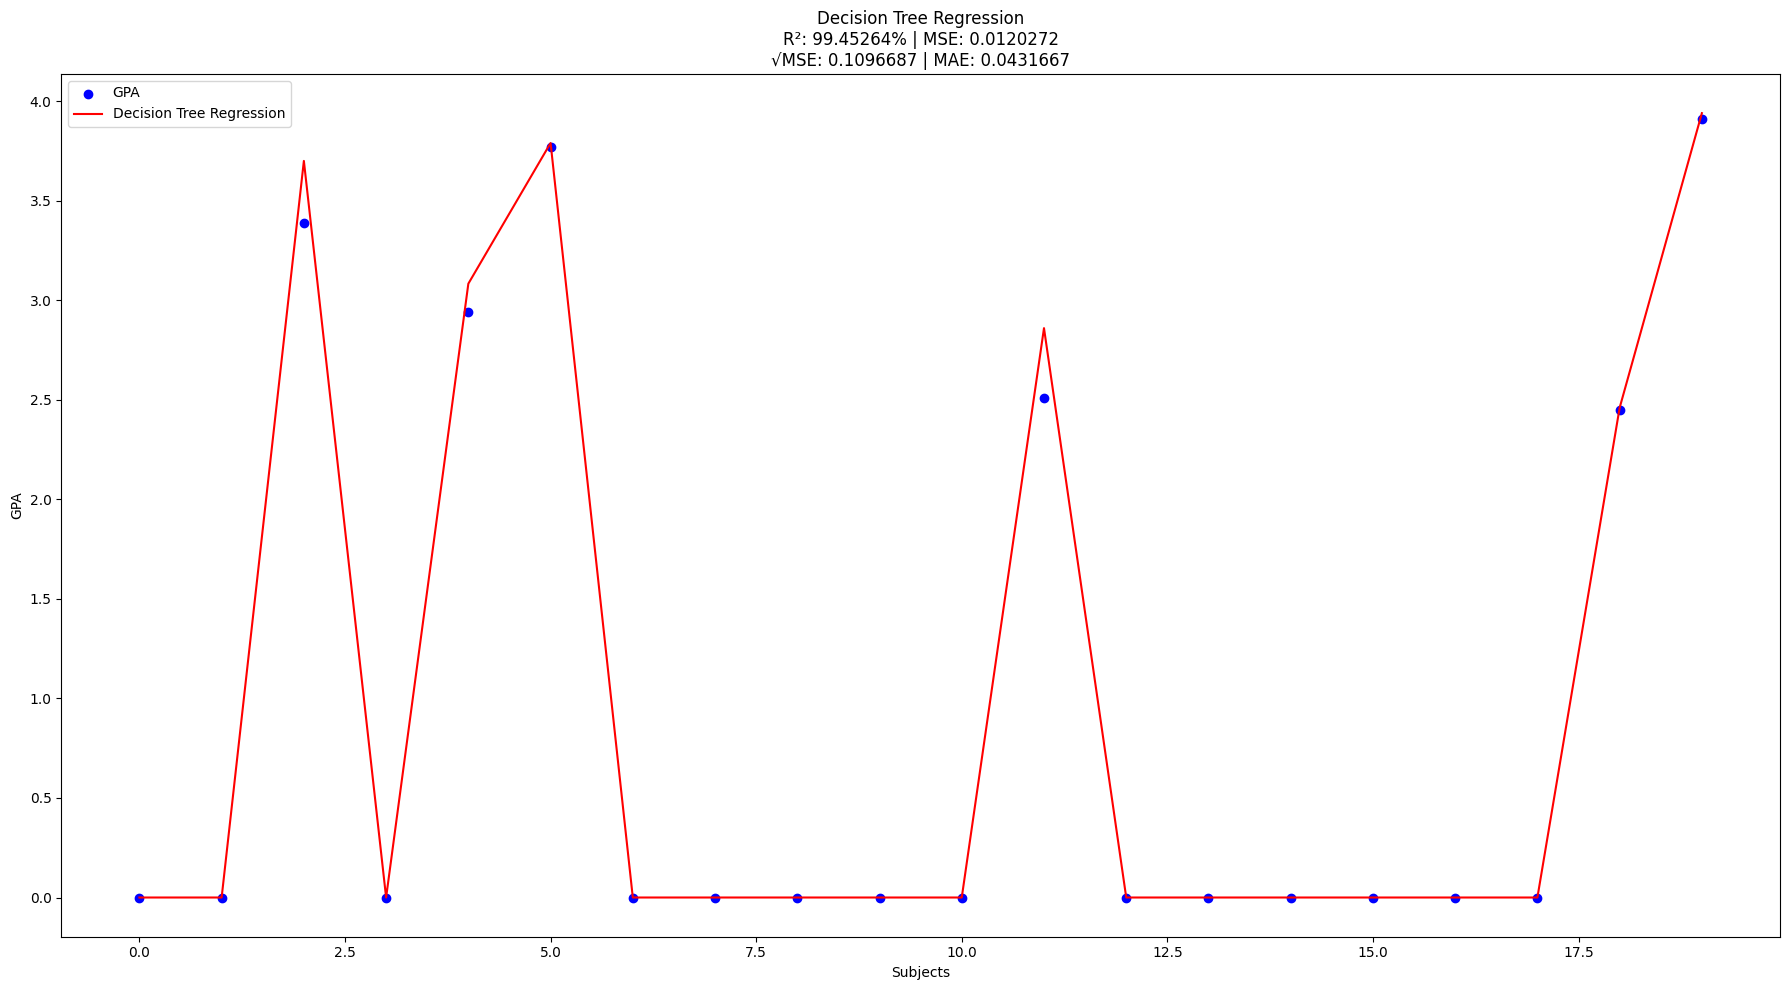 Decision Tree Regression
R²: 99.45264% | MSE: 0.0120272
√MSE: 0.1096687 | MAE: 0.0431667
GPA
Decision Tree Regression
4.0
3.5
3.0
2.5
2.0
1.5
1.0
0.5
0.0
GPA
0.0 2.5 5.0 7.5 10.0 12.5 15.0 17.5
Subjects